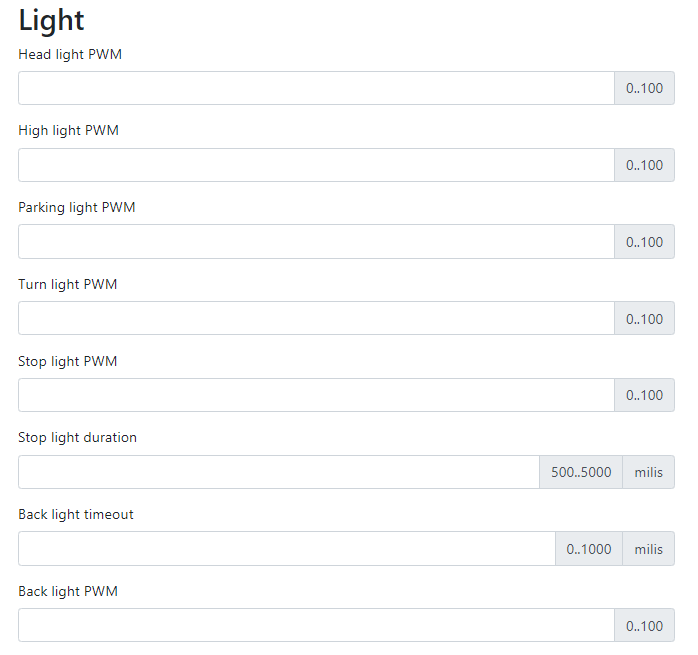 Light
Head light PWM
0..100
High light PWM
0..100
Parking light PWM
0..100
Turn light PWM
0..100
Stop light PWM
0..100
Stop light duration
500..5000 milis
Back light timeout
0..1000 milis
Back light PWM
0..100